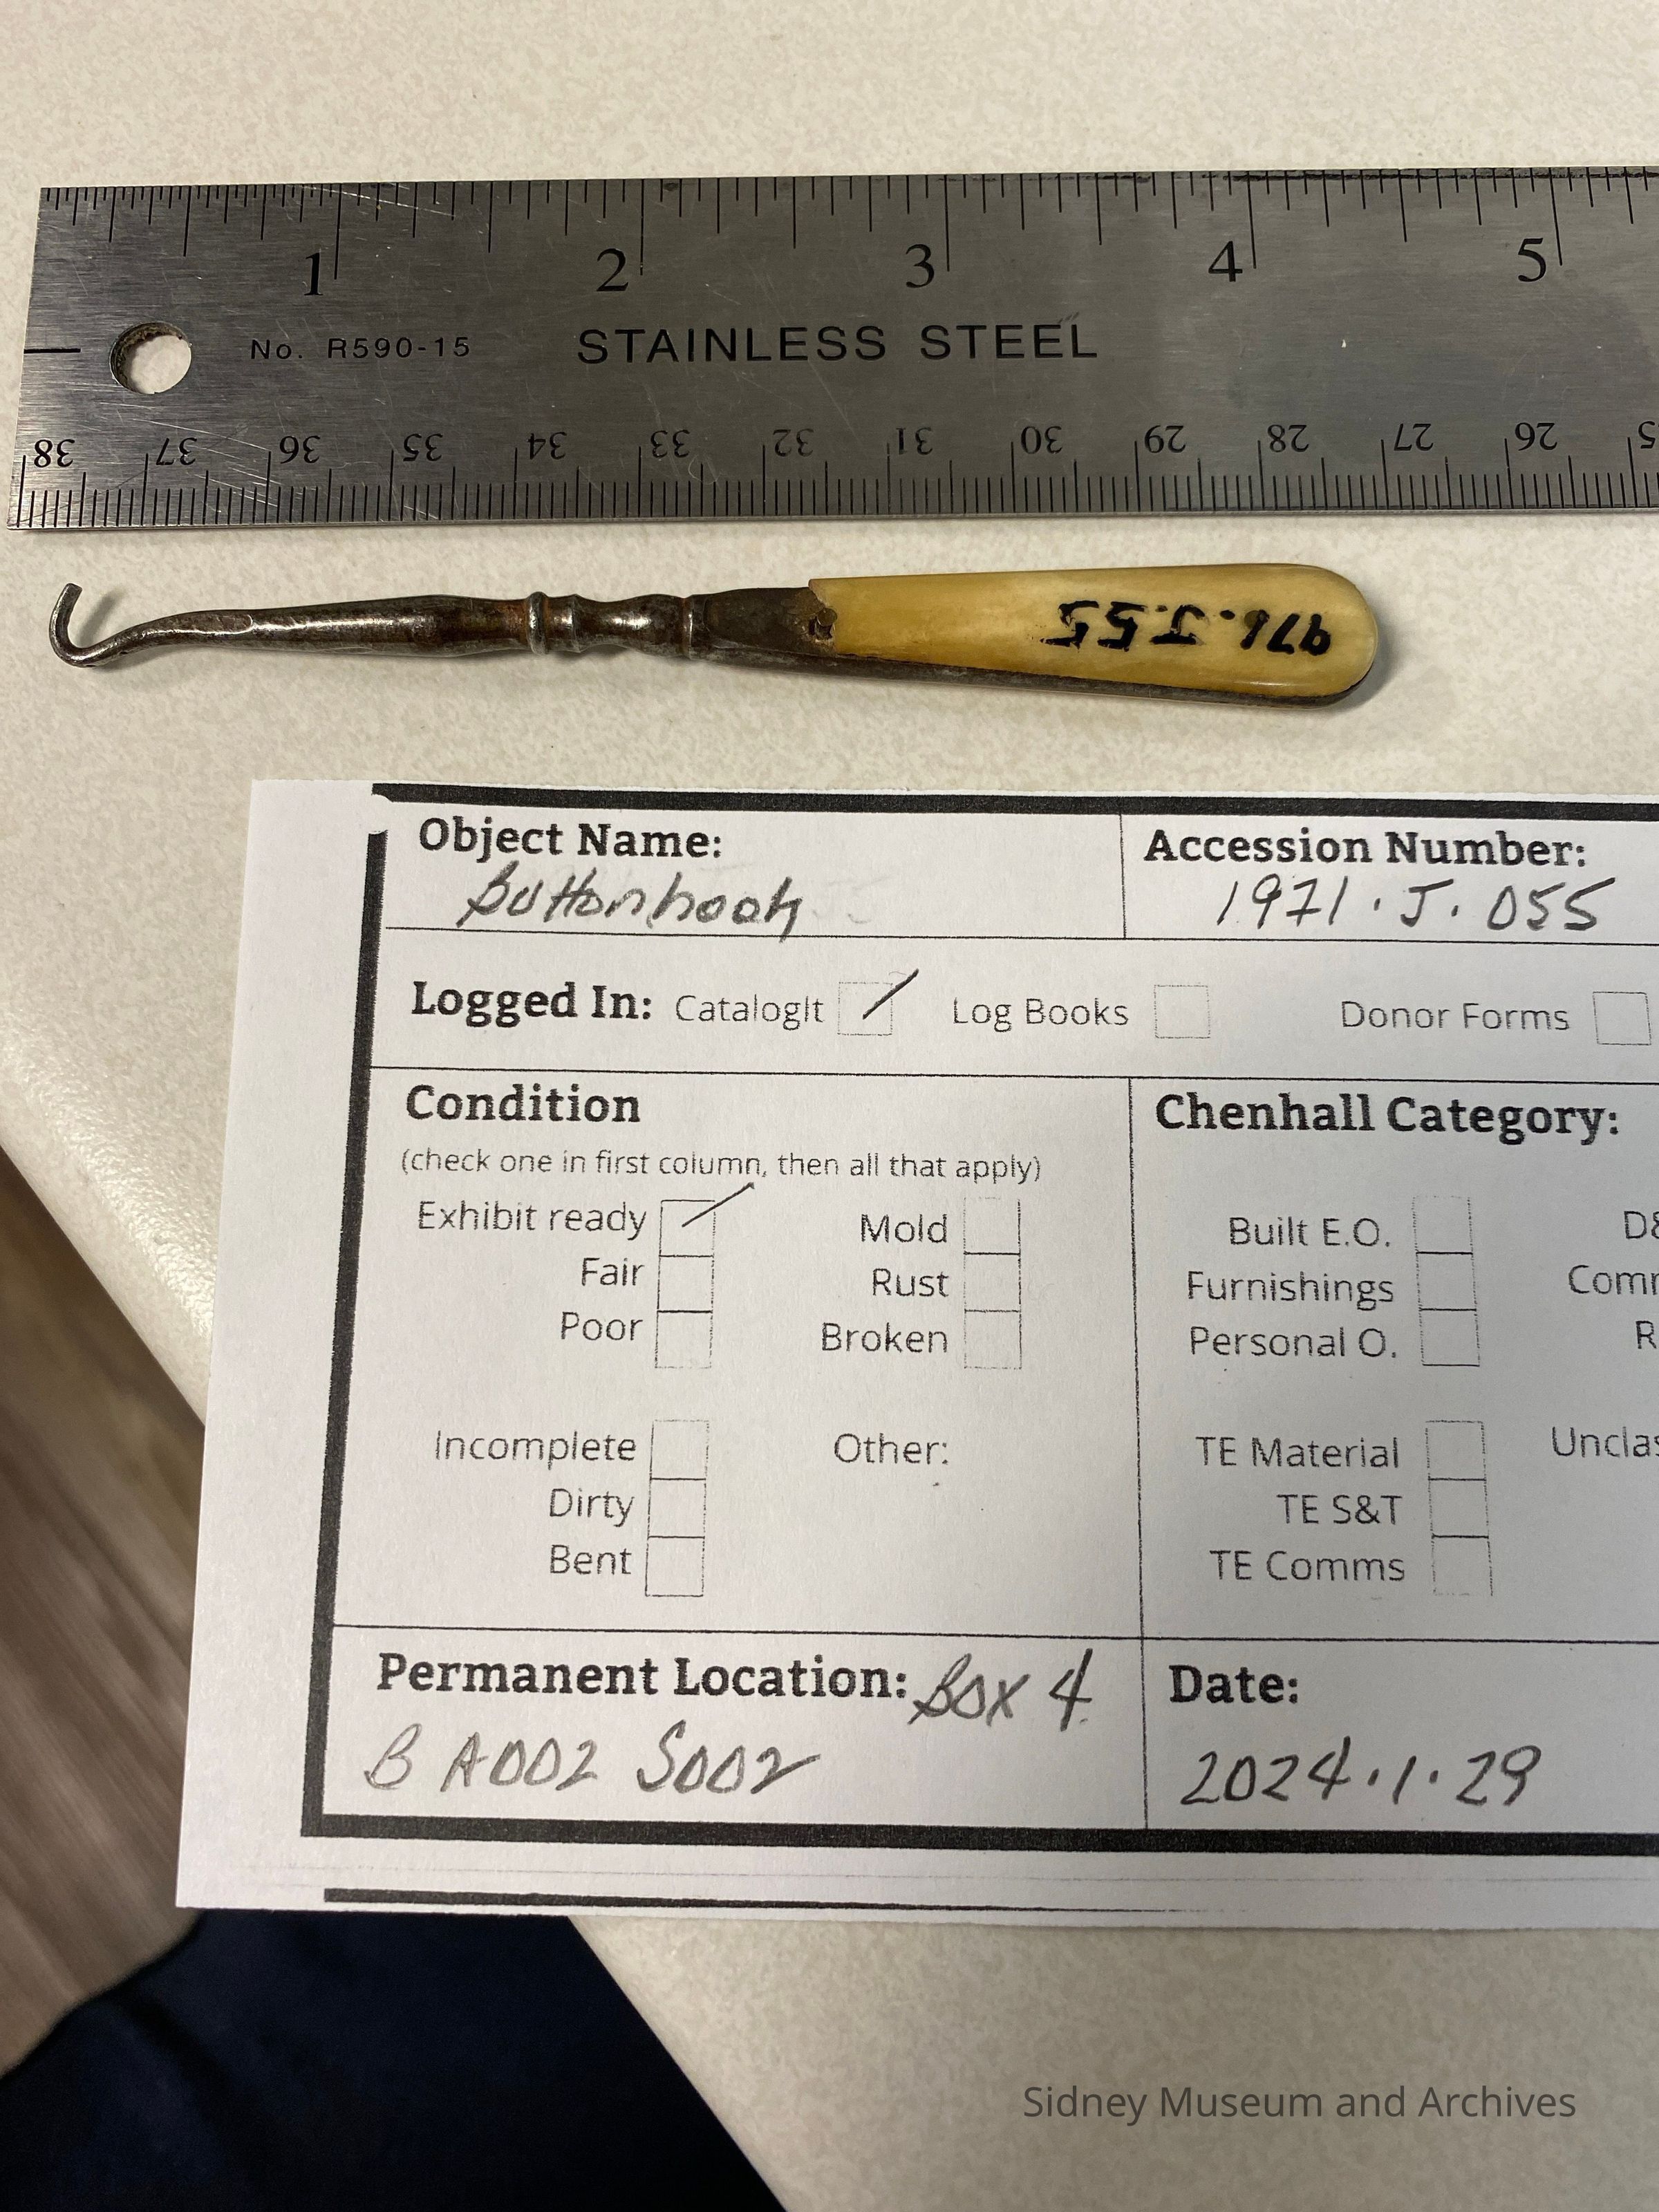 1 2 3 4 5
No. R590-15 STAINLESS STEEL
38 37 36 35 34 33 32 31 30 29 28 27 26
971.J.55
Object Name:
Buttonhook
Accession Number:
1971.J.055
Logged In: CatalogIt Log Books Donor Forms
Condition
(check one in first column, then all that apply)
Exhibit ready
Fair
Poor
Mold
Rust
Broken
Incomplete
Dirty
Bent
Other:
Chenhall Category:
Built E.O.
Furnishings
Personal O.
TE Material
TE S&T
TE Comms
Permanent Location: Box 4
B A002 S002
Date:
2024.1.29
Sidney Museum and Archives